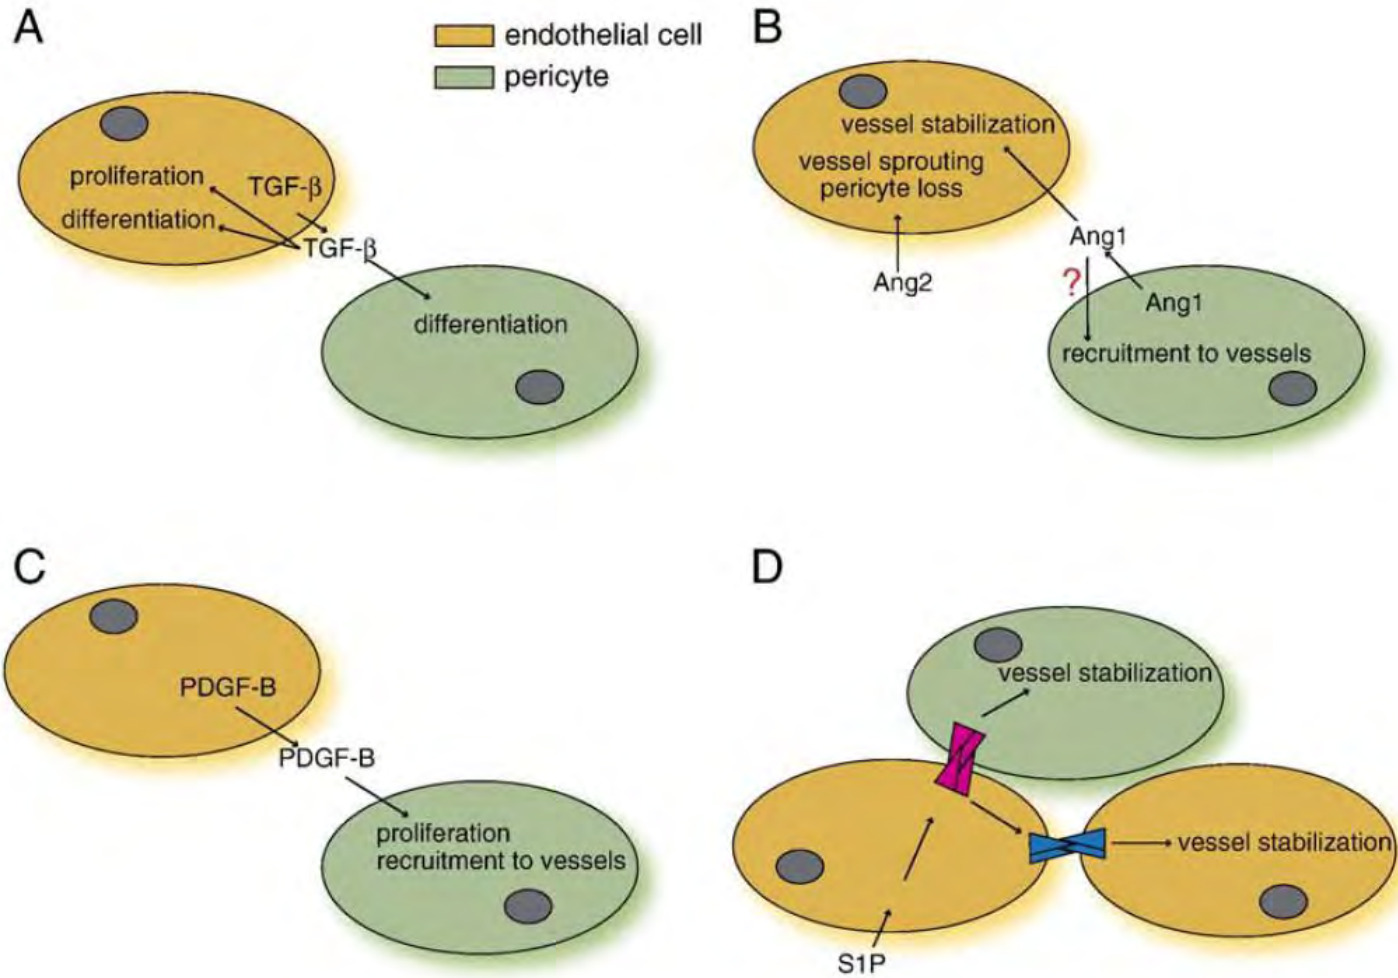 A
endothelial cell
pericyte
proliferation
TGF-β
differentiation
TGF-β
differentiation
B
vessel stabilization
vessel sprouting
pericyte loss
Ang1
Ang2
?
Ang1
recruitment to vessels
C
PDGF-B
PDGF-B
proliferation
recruitment to vessels
D
vessel stabilization
vessel stabilization
S1P